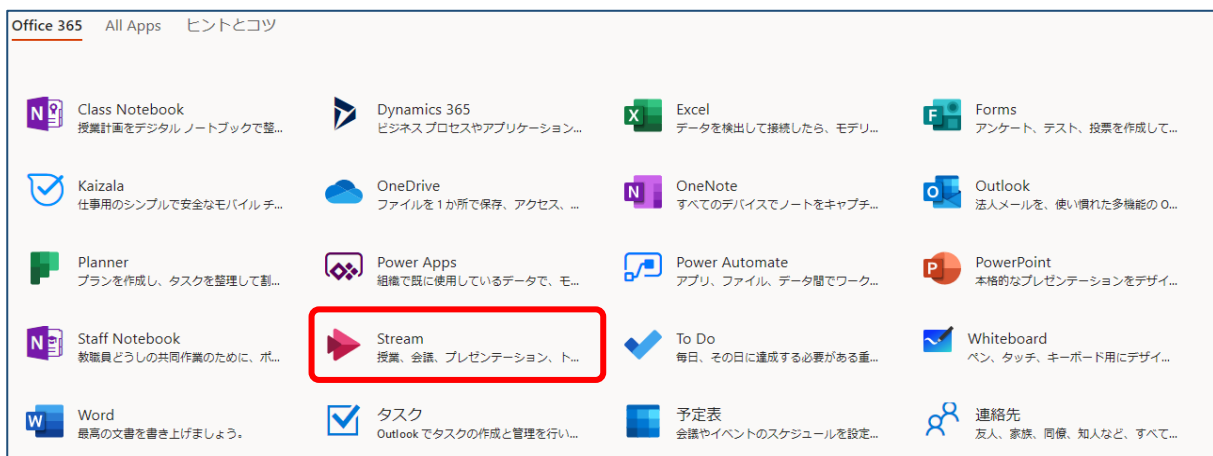 Office 365 All Apps ヒントとコツ
Class Notebook
授業計画をデジタル ノートブックで整...
Dynamics 365
ビジネス プロセスやアプリケーション...
Excel
データを検出して接続したら、モデリ...
Forms
アンケート、テスト、投票を作成して...
Kaizala
仕事用のシンプルで安全なモバイル チ...
OneDrive
ファイルを 1 か所で保存、アクセス、...
OneNote
すべてのデバイスでノートをキャプチ...
Outlook
法人メールを、使い慣れた多機能の O...
Planner
プランを作成し、タスクを整理して割...
Power Apps
組織で既に使用しているデータで、モ...
Power Automate
アプリ、ファイル、データ間でワーク...
PowerPoint
本格的なプレゼンテーションをデザイ...
Staff Notebook
教職員どうしの共同作業のために、ポ...
Stream
授業、会議、プレゼンテーション、ト...
To Do
毎日、その日に達成する必要がある重...
Whiteboard
ペン、タッチ、キーボード用にデザイ...
Word
最高の文書を書き上げましょう。
タスク
Outlook でタスクの作成と管理を行い...
予定表
会議やイベントのスケジュールを設定...
連絡先
友人、家族、同僚、知人など、すべて...